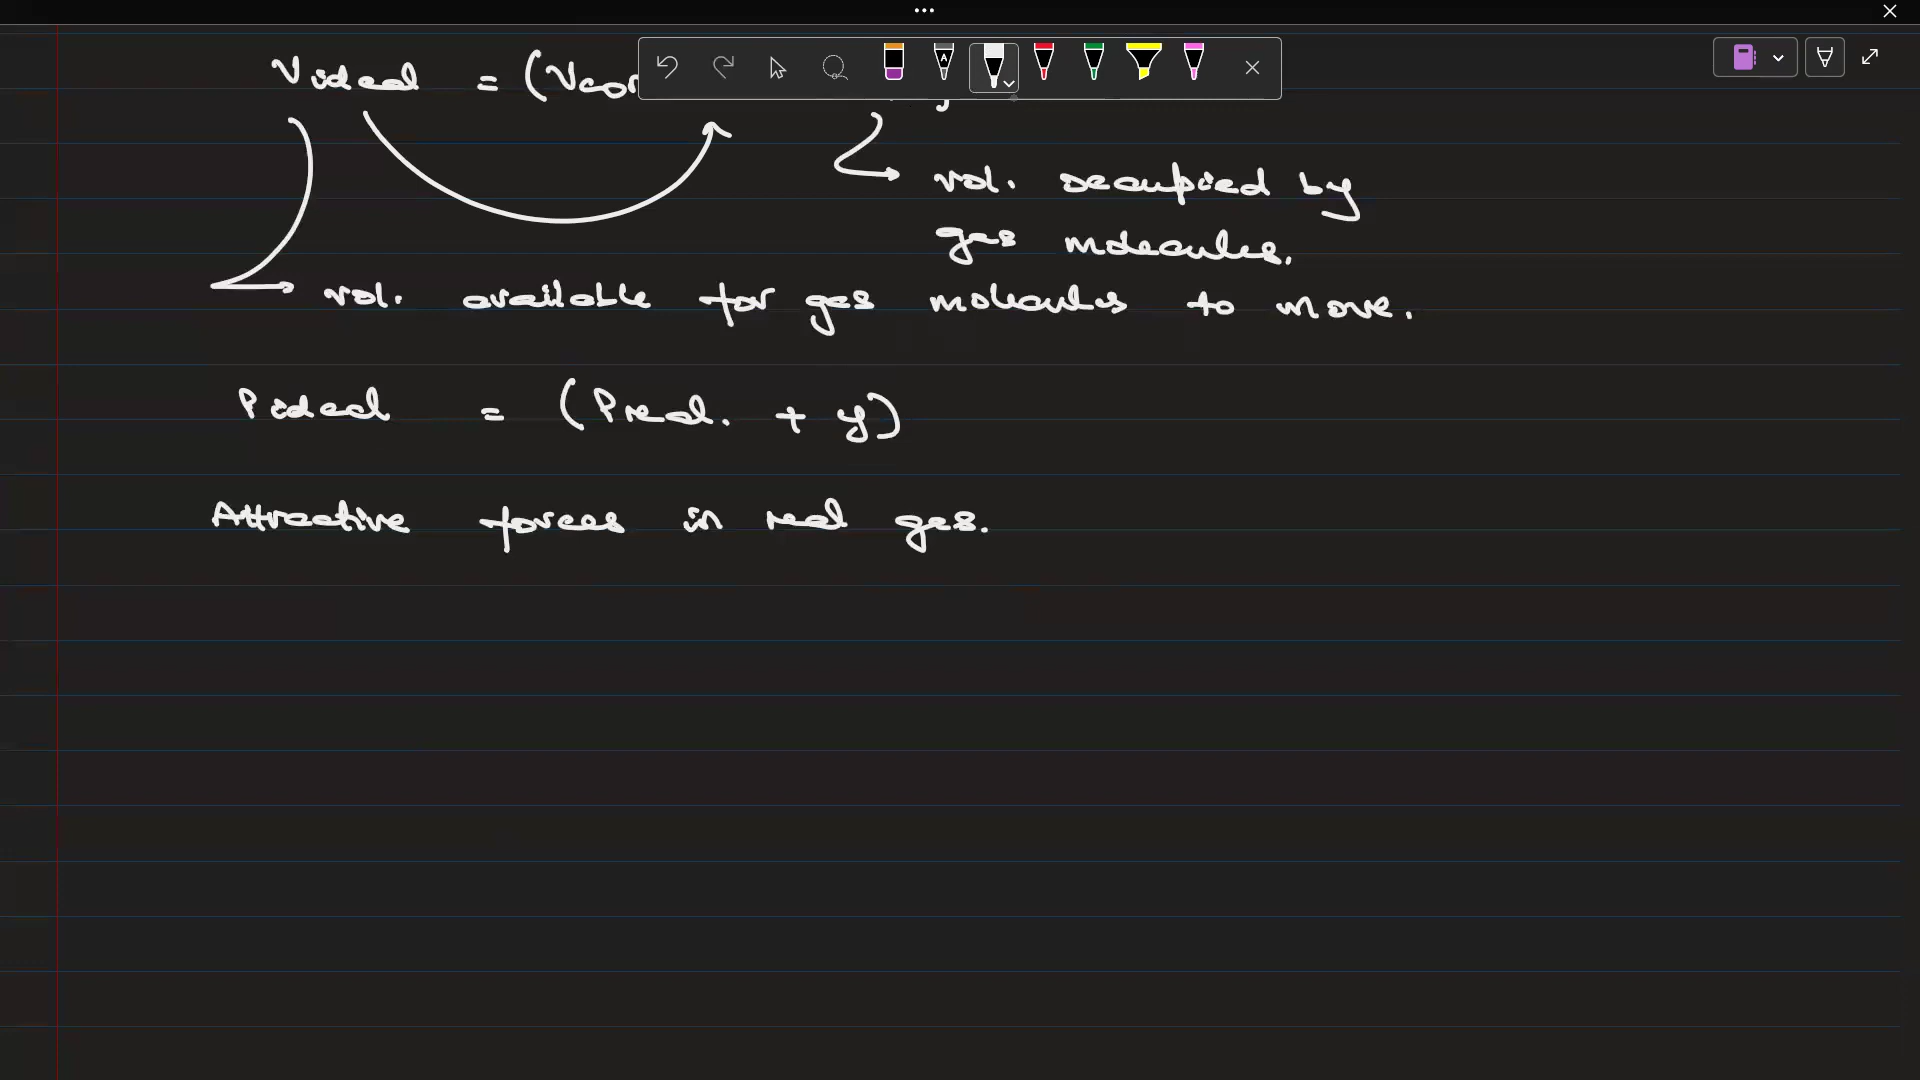 Videal = (Vcon
vol. occupied by
gas molecules.
vol. available for gas molecules to move.
Pideal = (Preal. + y)
Attractive forces in real gas.